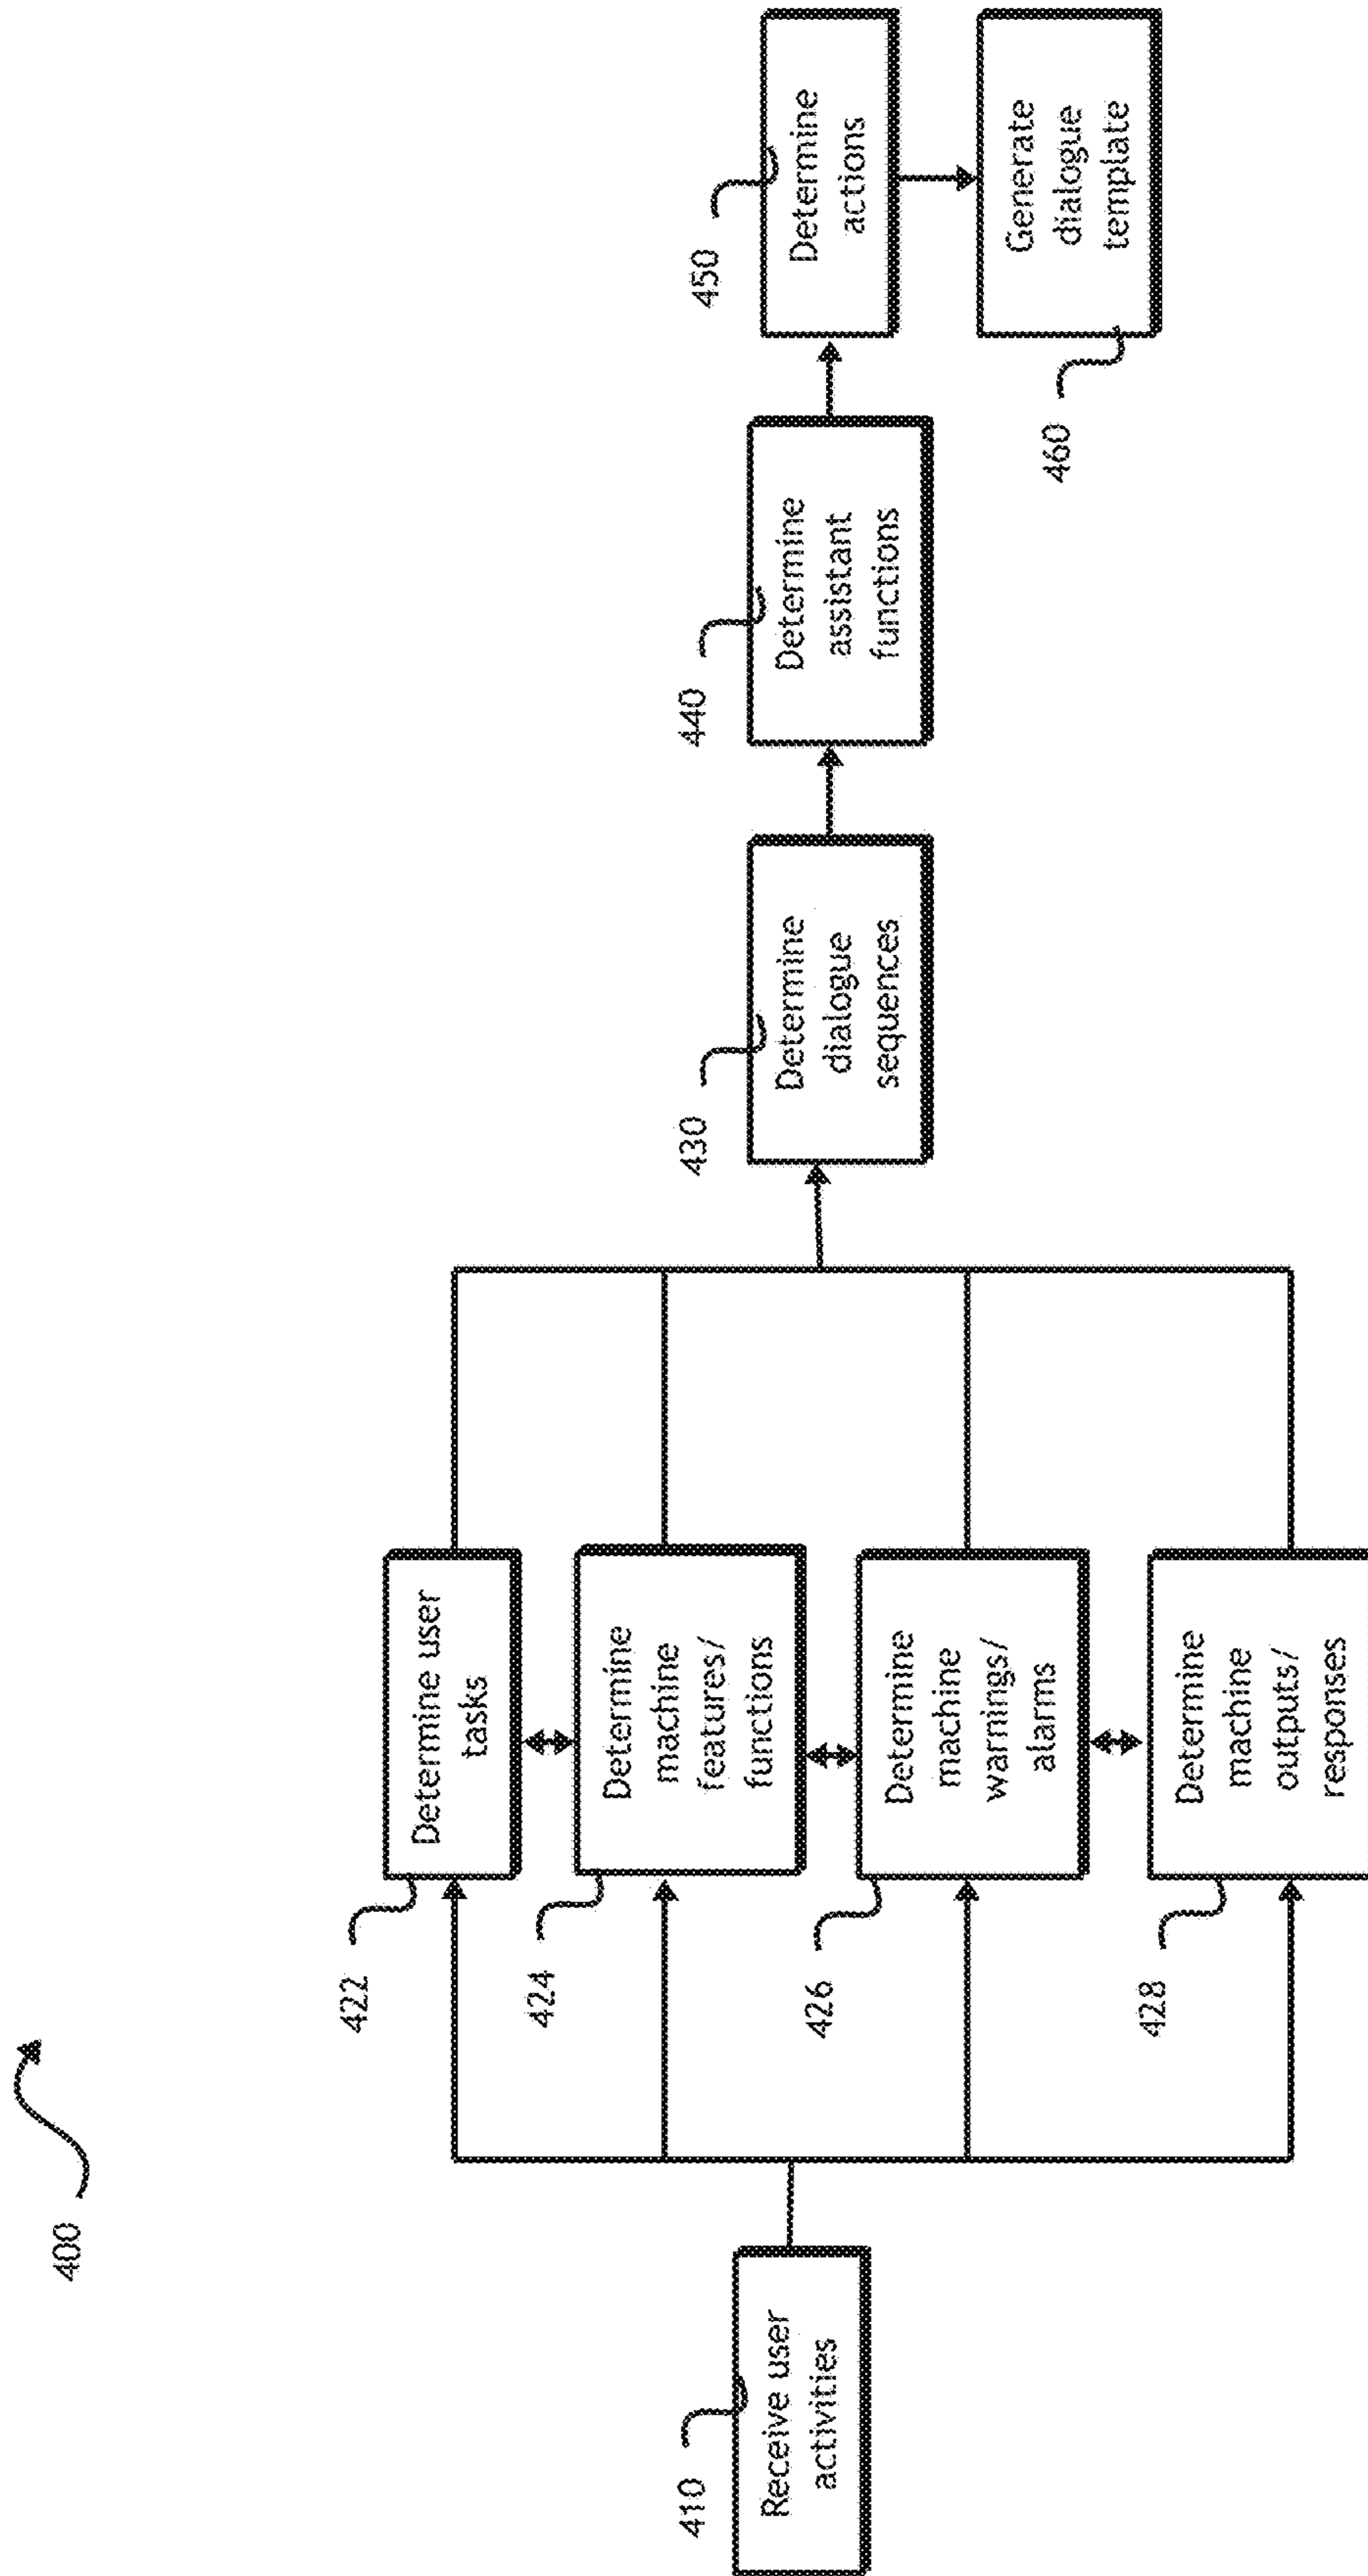 400
410
Receive user
activities
422
Determine user
tasks
424
Determine
machine
features/
functions
426
Determine
machine
warnings/
alarms
428
Determine
machine
outputs/
responses
430
Determine
dialogue
sequences
440
Determine
assistant
functions
450
Determine
actions
460
Generate
dialogue
template